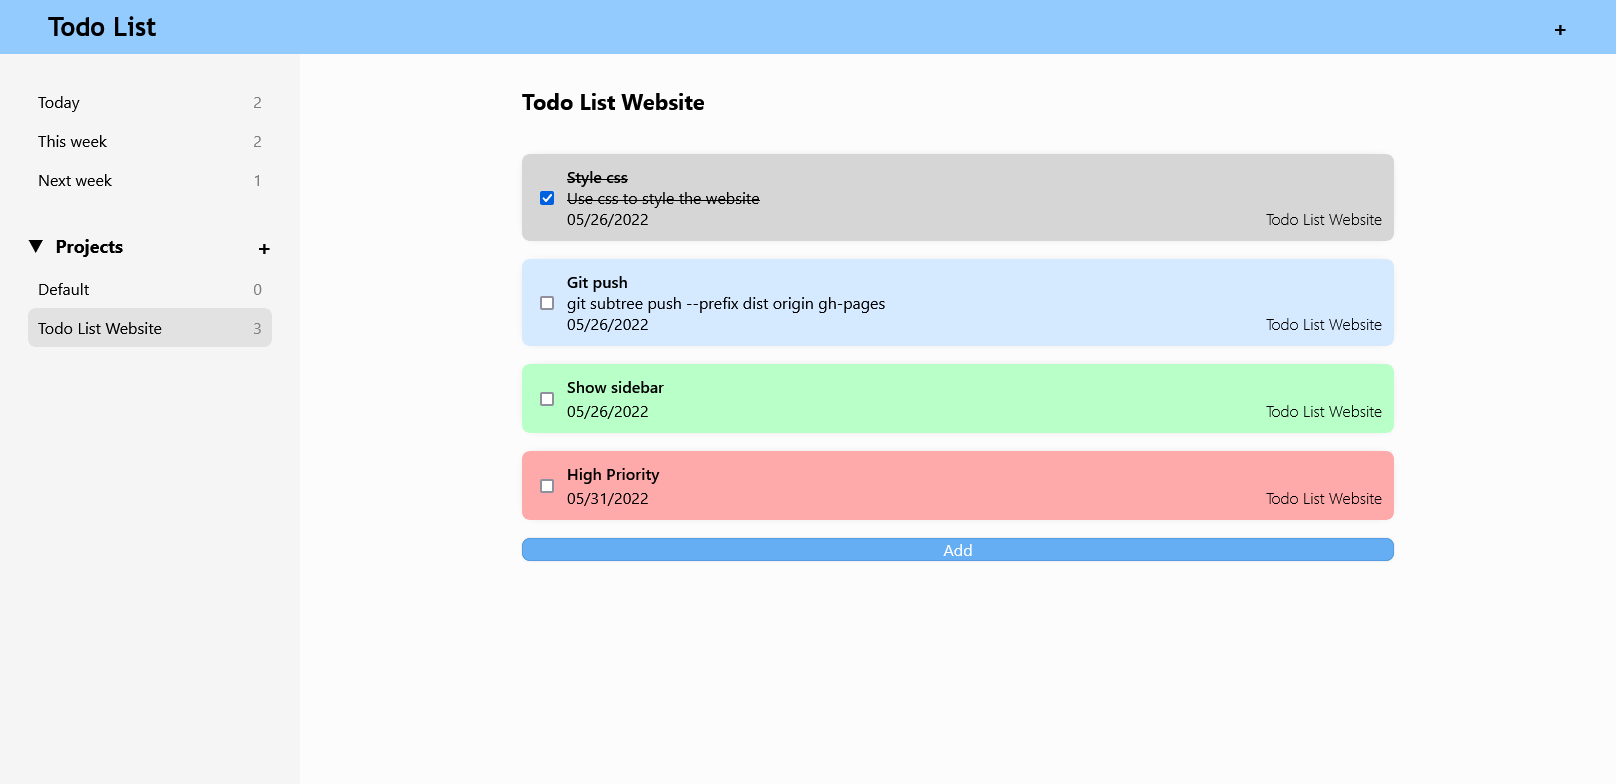 Todo List
+
Today 2
This week 2
Next week 1
▼ Projects +
Default 0
Todo List Website 3
Todo List Website
Style css
Use css to style the website
05/26/2022 Todo List Website
Git push
git subtree push --prefix dist origin gh-pages
05/26/2022 Todo List Website
Show sidebar
05/26/2022 Todo List Website
High Priority
05/31/2022 Todo List Website
Add